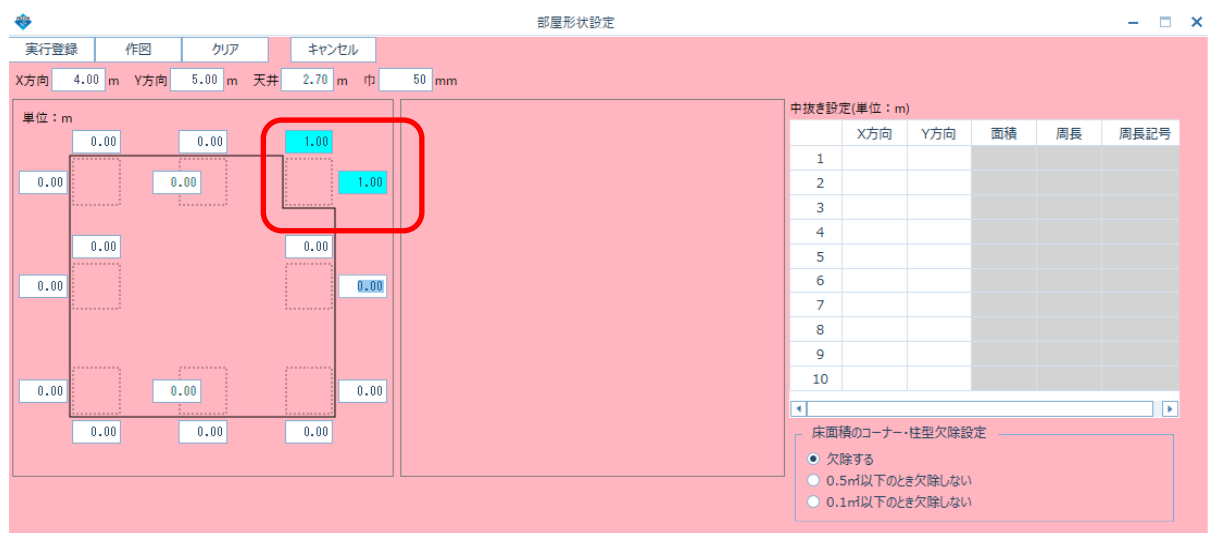 部屋形状設定
実行登録 作図 クリア キャンセル
X方向 4.00 m Y方向 5.00 m 天井 2.70 m 巾 50 mm
単位：m
0.00 0.00 1.00
0.00 0.00 1.00
0.00 0.00
0.00 0.00
0.00 0.00 0.00
0.00 0.00 0.00
中抜き設定(単位：m)
X方向 Y方向 面積 周長 周長記号
1
2
3
4
5
6
7
8
9
10
床面積のコーナー・柱型欠除設定
欠除する
0.5㎡以下のとき欠除しない
0.1㎡以下のとき欠除しない